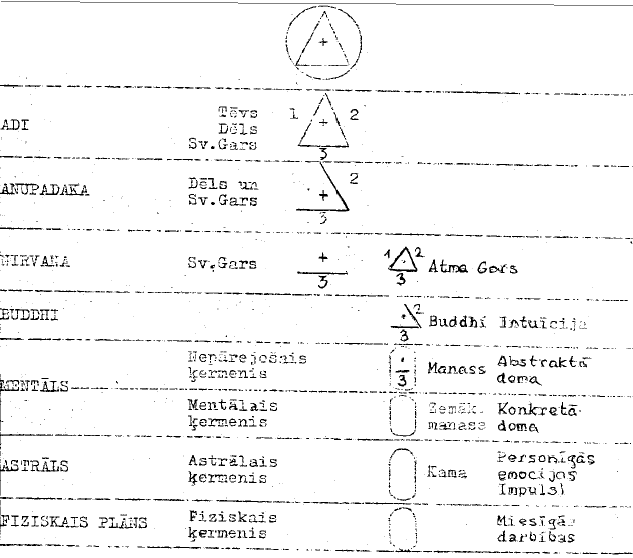 +
ADI
Tēvs
Dēls
Sv.Gars
1 + 2
3
ANUPADAKA
Dēls un
Sv.Gars
+ 2
3
NIRVANA
Sv.Gars
+
3
1 2
3
Atma Gars
BUDDHI
2
3
Buddhi Intuīcija
MENTĀLS
Nepārejošais
ķermenis
3
Manass
Abstraktā
doma
Mentālais
ķermenis
Zemāk.
manass
Konkretā
doma
ASTRĀLS
Astrālais
ķermenis
Kama
Personīgās
emocijas
Impulsi
FIZISKAIS PLĀNS
Fiziskais
ķermenis
Miesīgās
darbības